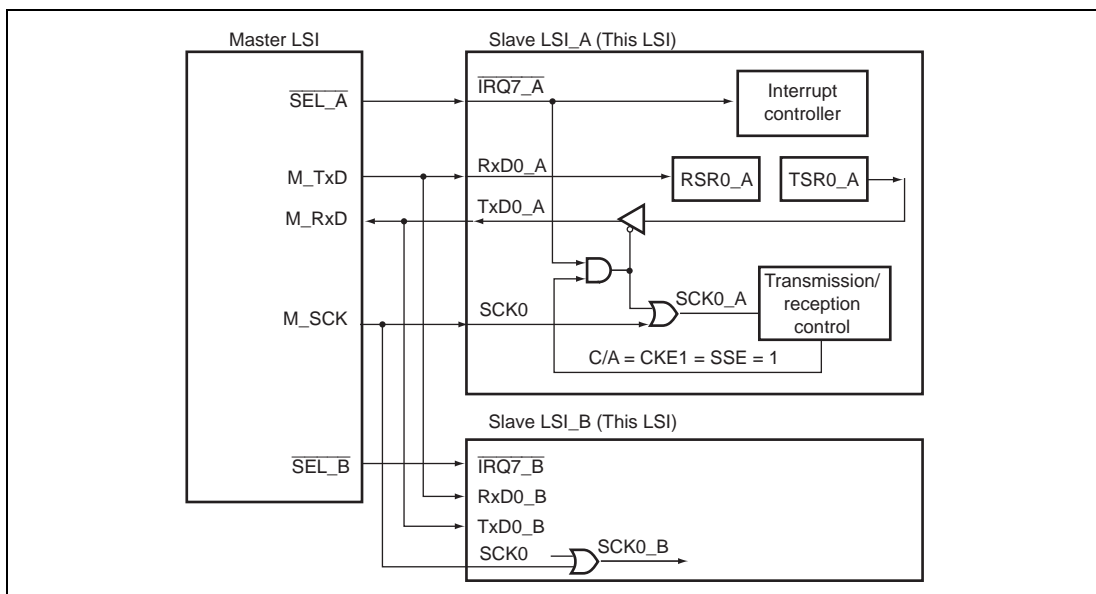 Master LSI
SEL_A
M_TxD
M_RxD
M_SCK
SEL_B
Slave LSI_A (This LSI)
IRQ7_A
Interrupt
controller
RxD0_A
RSR0_A
TSR0_A
TxD0_A
Transmission/
reception
control
SCK0_A
SCK0
C/A = CKE1 = SSE = 1
Slave LSI_B (This LSI)
IRQ7_B
RxD0_B
TxD0_B
SCK0
SCK0_B